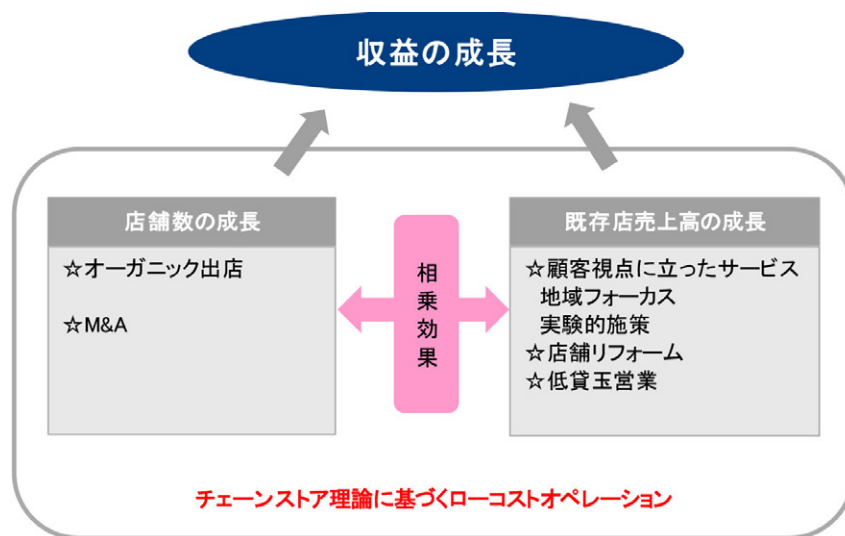 収益の成長
店舗数の成長
☆オーガニック出店
☆M&A
相乗効果
既存店売上高の成長
☆顧客視点に立ったサービス
地域フォーカス
実験的施策
☆店舗リフォーム
☆低貸玉営業
チェーンストア理論に基づくローコストオペレーション